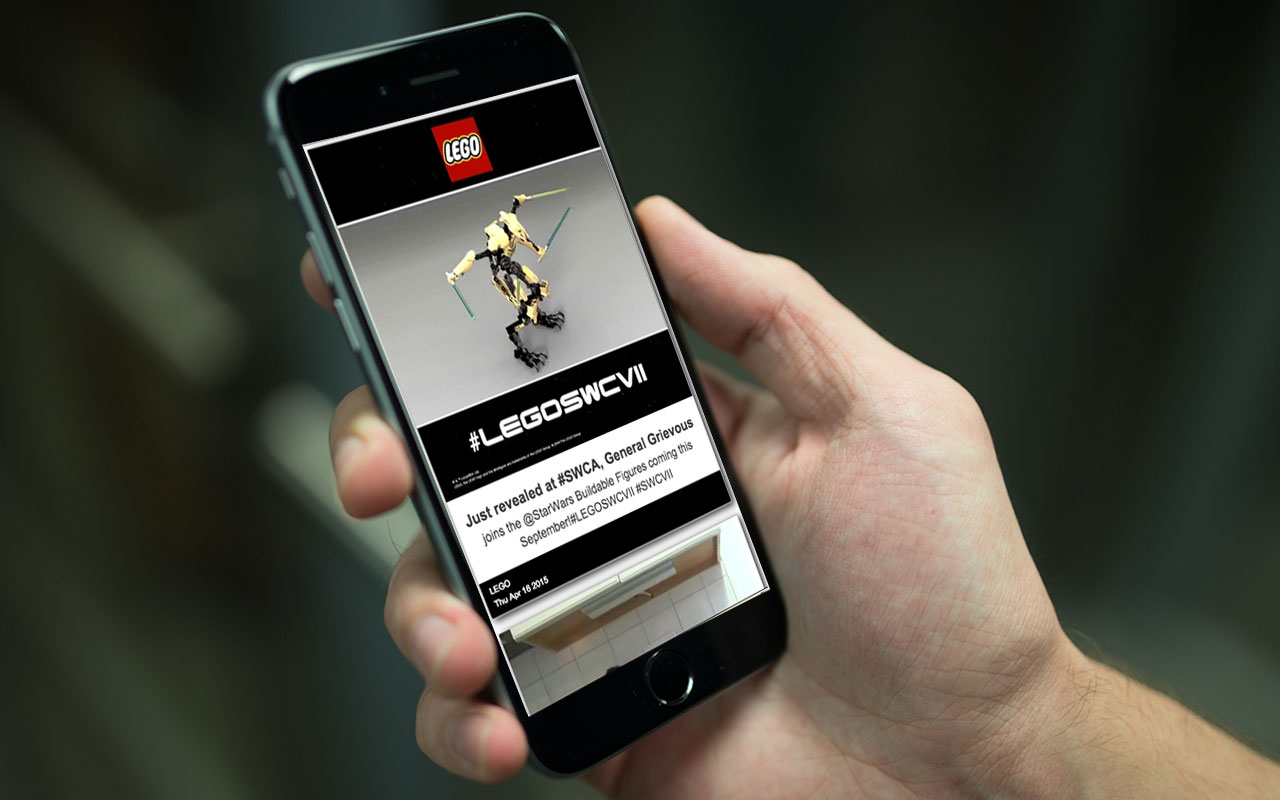 LEGO
#LEGOSWCVII
Just revealed at #SWCA, General Grievous
joins the @StarWars Buildable Figures coming this
September!#LEGOSWCVII #SWCVII
LEGO
Thu Apr 16 2015